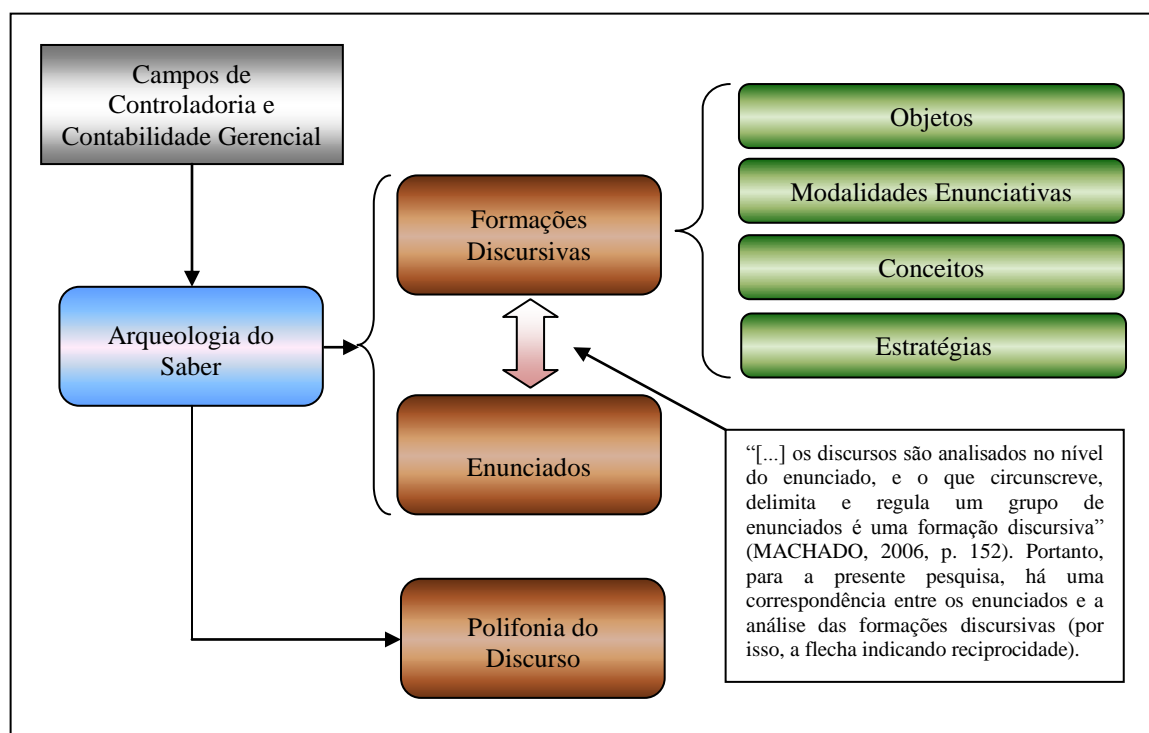 Campos de
Controladoria e
Contabilidade Gerencial
Objetos
Modalidades Enunciativas
Formações
Discursivas
Conceitos
Arqueologia do
Saber
Estratégias
Enunciados
“[...] os discursos são analisados no nível
do enunciado, e o que circunscreve,
delimita e regula um grupo de
enunciados é uma formação discursiva”
(MACHADO, 2006, p. 152). Portanto,
para a presente pesquisa, há uma
correspondência entre os enunciados e a
análise das formações discursivas (por
isso, a flecha indicando reciprocidade).
Polifonia do
Discurso